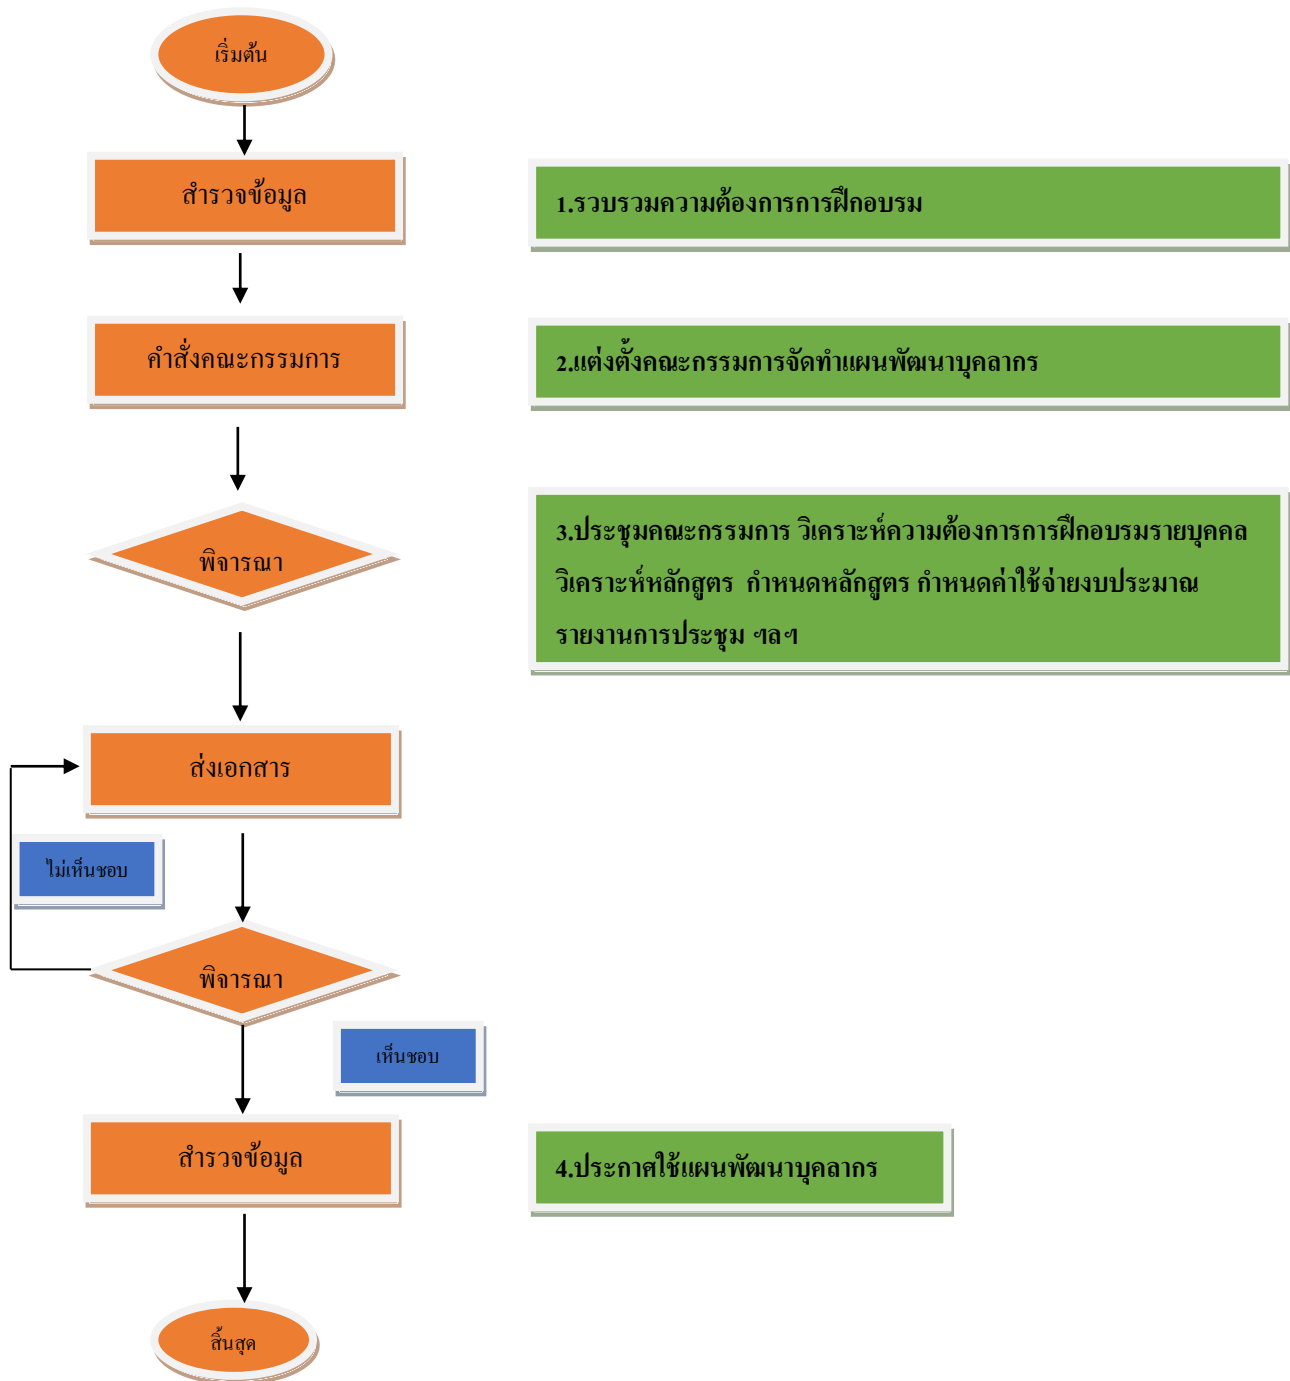 เริ่มต้น
สำรวจข้อมูล
1.รวบรวมความต้องการการฝึกอบรม
คำสั่งคณะกรรมการ
2.แต่งตั้งคณะกรรมการจัดทำแผนพัฒนาบุคลากร
พิจารณา
3.ประชุมคณะกรรมการ วิเคราะห์ความต้องการการฝึกอบรมรายบุคคล
วิเคราะห์หลักสูตร กำหนดหลักสูตร กำหนดค่าใช้จ่ายงบประมาณ
รายงานการประชุม ฯลฯ
ส่งเอกสาร
ไม่เห็นชอบ
พิจารณา
เห็นชอบ
สำรวจข้อมูล
4.ประกาศใช้แผนพัฒนาบุคลากร
สิ้นสุด